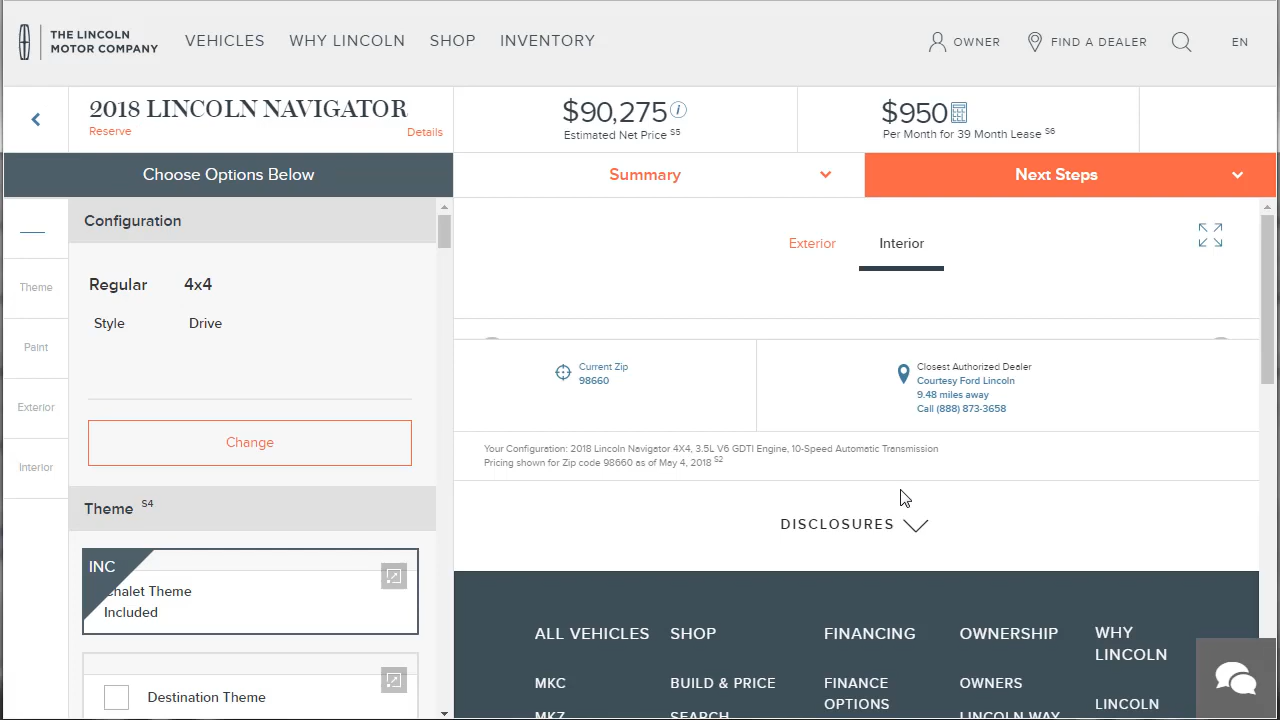 THE LINCOLN
MOTOR COMPANY
VEHICLES WHY LINCOLN SHOP INVENTORY
OWNER FIND A DEALER EN
2018 LINCOLN NAVIGATOR
Reserve Details
$90,275
Estimated Net Price S5
$950
Per Month for 39 Month Lease S6
Choose Options Below
Summary
Next Steps
Theme
Paint
Exterior
Interior
Configuration
Regular 4x4
Style Drive
Change
Theme S4
INC
Chalet Theme
Included
Destination Theme
Exterior Interior
Current Zip
98660
Closest Authorized Dealer
Courtesy Ford Lincoln
9.48 miles away
Call (888) 873-3658
Your Configuration: 2018 Lincoln Navigator 4X4, 3.5L V6 GDTI Engine, 10-Speed Automatic Transmission
Pricing shown for Zip code 98660 as of May 4, 2018 S2
DISCLOSURES
ALL VEHICLES SHOP FINANCING OWNERSHIP WHY
LINCOLN
MKC BUILD & PRICE FINANCE
OPTIONS
OWNERS LINCOLN
MKZ SEARCH LINCOLN WAY